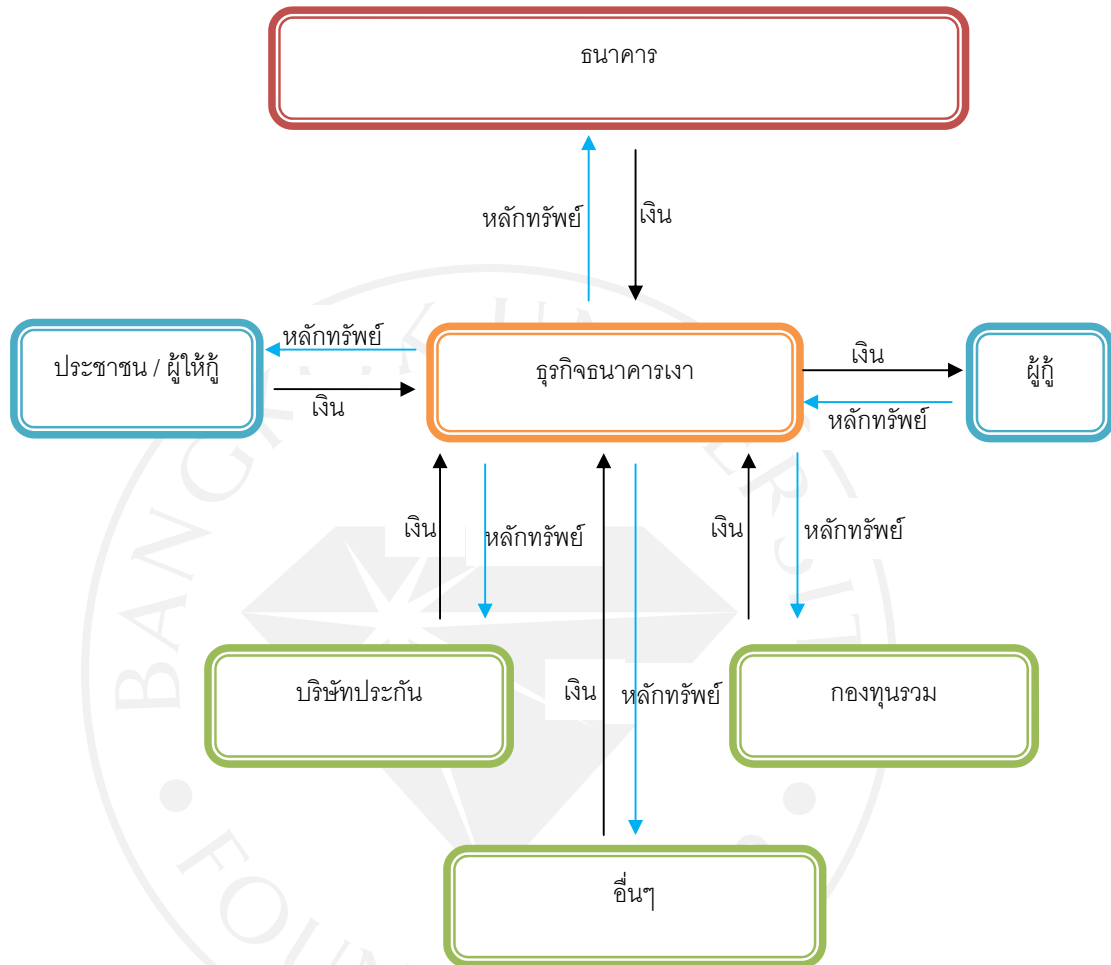 ธนาคาร
หลักทรัพย์
เงิน
หลักทรัพย์
ประชาชน / ผู้ให้กู้
เงิน
ธุรกิจธนาคารเงา
เงิน
ผู้กู้
หลักทรัพย์
เงิน
หลักทรัพย์
เงิน
หลักทรัพย์
บริษัทประกัน
เงิน
หลักทรัพย์
กองทุนรวม
อื่นๆ
BANGK